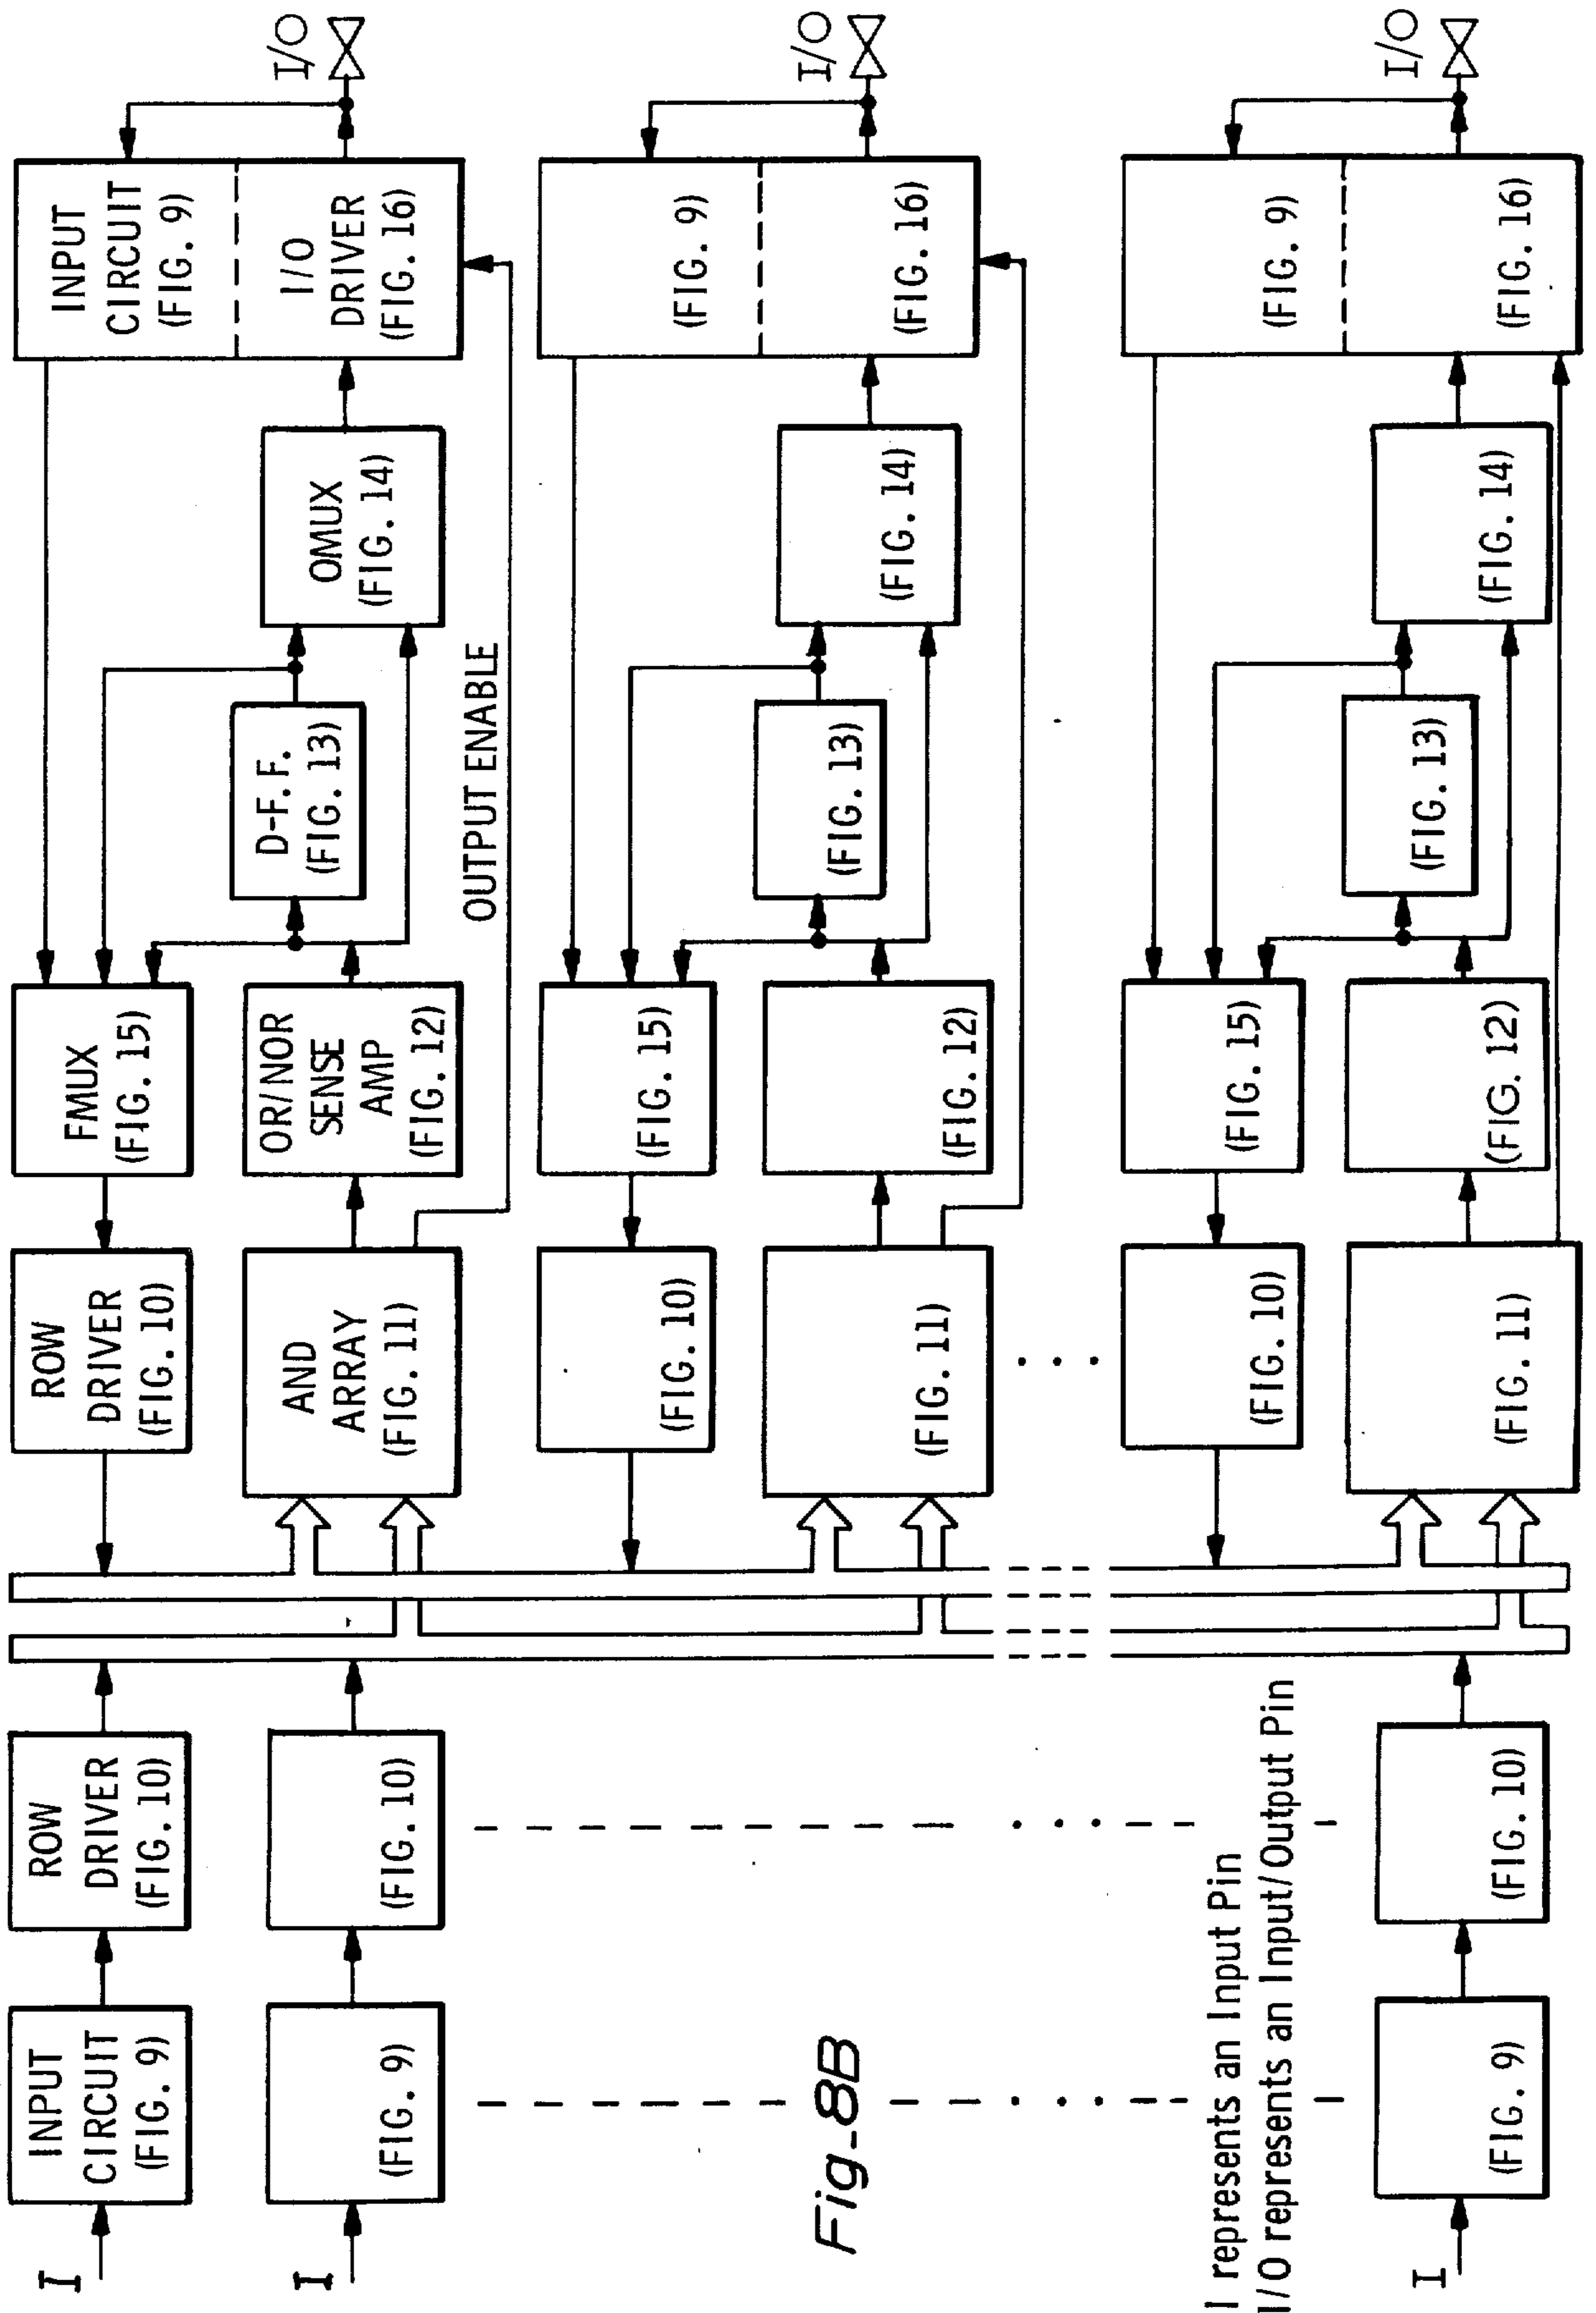 I
INPUT
CIRCUIT
(FIG. 9)
ROW
DRIVER
(FIG. 10)
ROW
DRIVER
(FIG. 10)
FMUX
(FIG. 15)
INPUT
CIRCUIT
(FIG. 9)
I/O
DRIVER
(FIG. 16)
I/O
AND
ARRAY
(FIG. 11)
OR/NOR
SENSE
AMP
(FIG. 12)
D-F.F.
(FIG. 13)
OMUX
(FIG. 14)
OUTPUT ENABLE
I
(FIG. 9)
(FIG. 10)
(FIG. 10)
(FIG. 15)
(FIG. 9)
(FIG. 16)
I/O
(FIG. 11)
(FIG. 12)
(FIG. 13)
(FIG. 14)
Fig-8B
(FIG. 10)
(FIG. 15)
(FIG. 9)
(FIG. 16)
I/O
(FIG. 11)
(FIG. 12)
(FIG. 13)
(FIG. 14)
I represents an Input Pin
I/O represents an Input/Output Pin
I
(FIG. 9)
(FIG. 10)